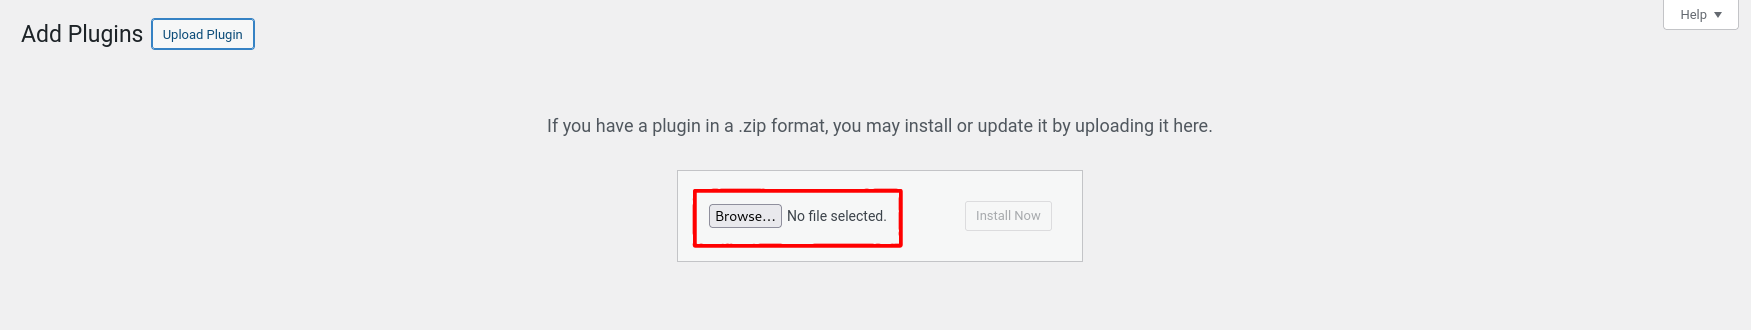 Help
Add Plugins Upload Plugin
If you have a plugin in a .zip format, you may install or update it by uploading it here.
Browse... No file selected. Install Now